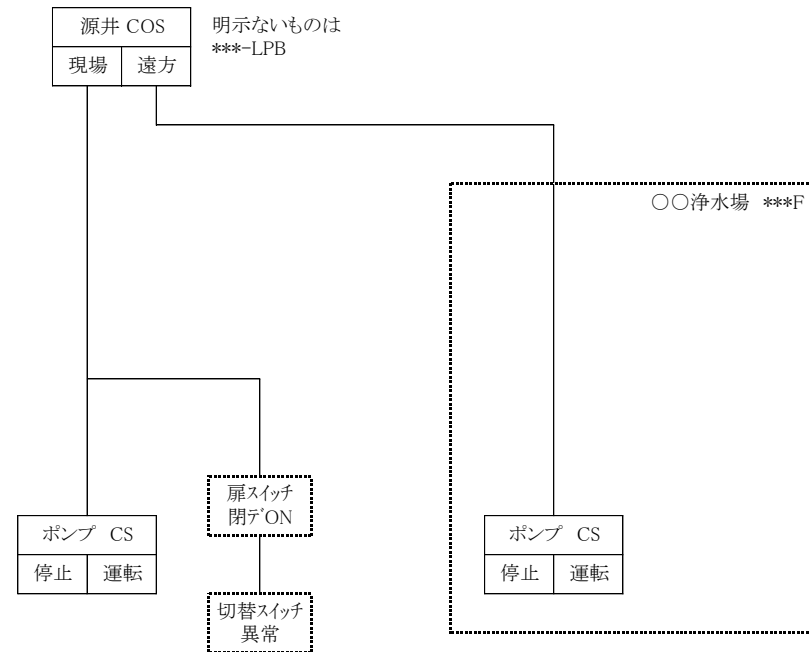 源井 COS
現場 遠方
明示ないものは
***-LPB
○○浄水場 ***F
扉スイッチ
閉デON
ポンプ CS
停止 運転
切替スイッチ
異常
ポンプ CS
停止 運転